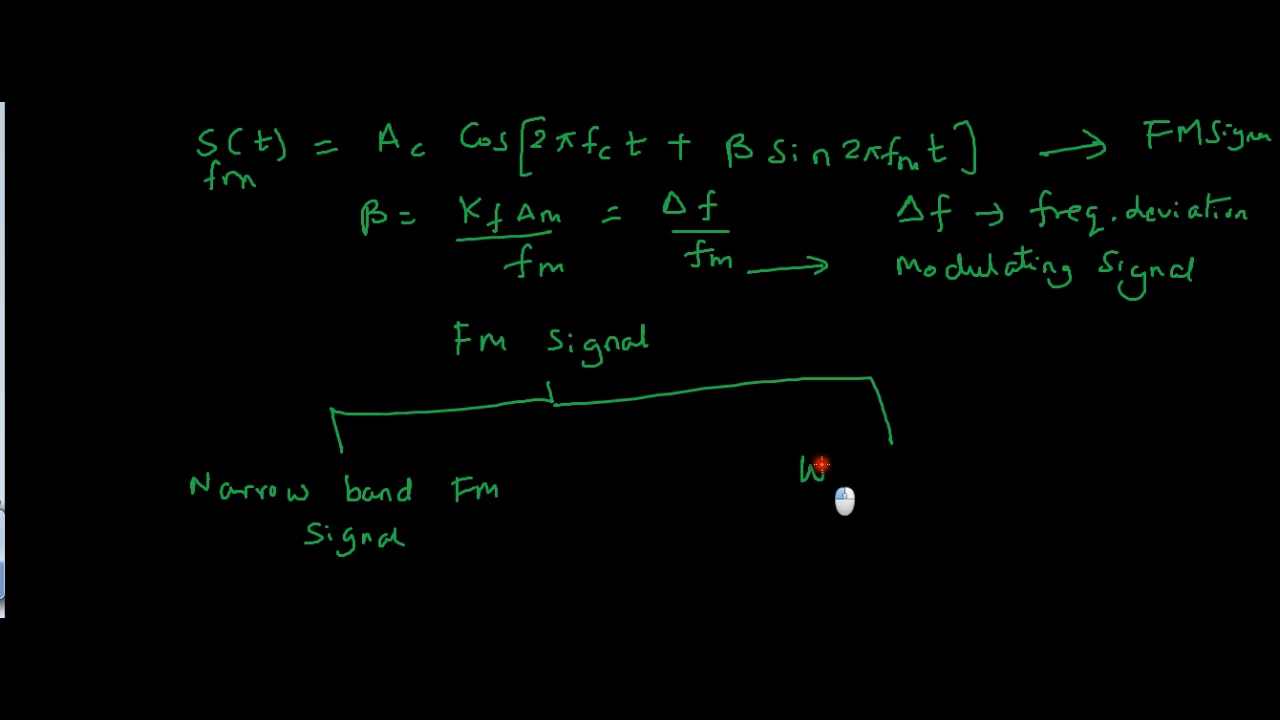 S(t) = Ac Cos[2πfct + β Sin 2πfmt] → FM Sign
fm
β = Kf Am / fm = Δf / fm → modulating Signal
Δf → freq. deviation
Fm Signal
Narrow band Fm
Signal
W